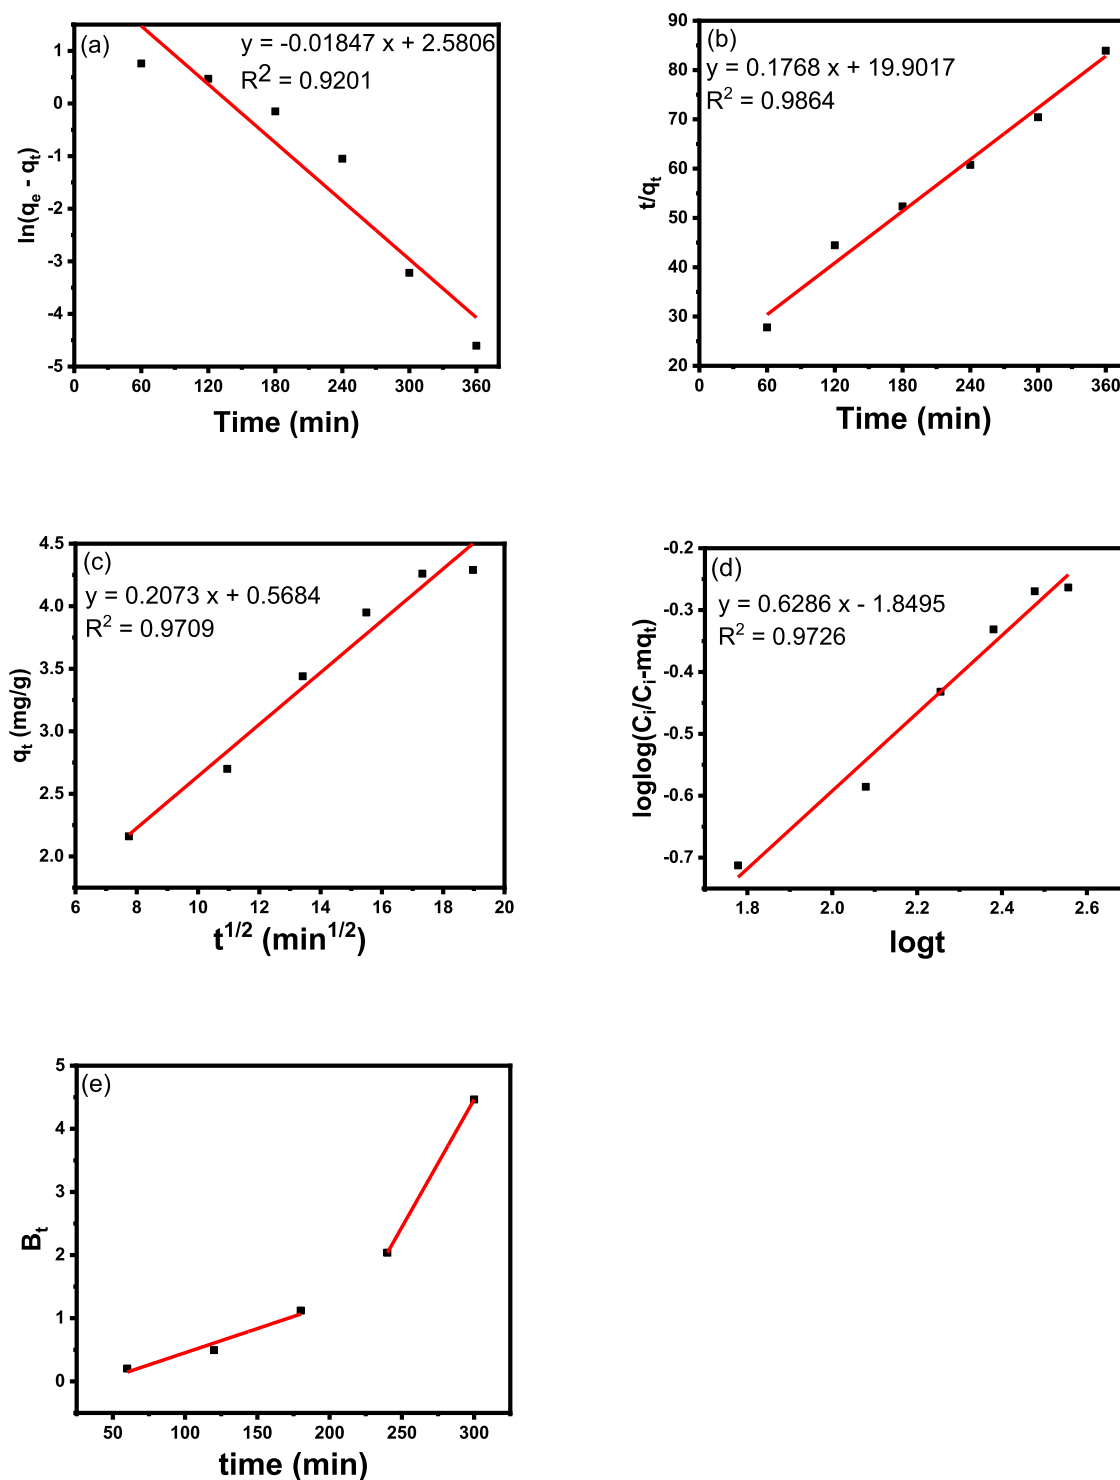 (a)
y = -0.01847 x + 2.5806
R² = 0.9201
1
0
-1
-2
-3
-4
-5
0 60 120 180 240 300 360
ln(qₑ - qₜ)
Time (min)
(b)
y = 0.1768 x + 19.9017
R² = 0.9864
90
80
70
60
50
40
30
20
0 60 120 180 240 300 360
t/qₜ
Time (min)
(c)
y = 0.2073 x + 0.5684
R² = 0.9709
4.5
4.0
3.5
3.0
2.5
2.0
6 8 10 12 14 16 18 20
qₜ (mg/g)
t^1/2 (min^1/2)
(d)
y = 0.6286 x - 1.8495
R² = 0.9726
-0.2
-0.3
-0.4
-0.5
-0.6
-0.7
1.8 2.0 2.2 2.4 2.6
loglog(Cᵢ/Cᵢ-mqₜ)
logt
(e)
5
4
3
2
1
0
50 100 150 200 250 300
Bₜ
time (min)